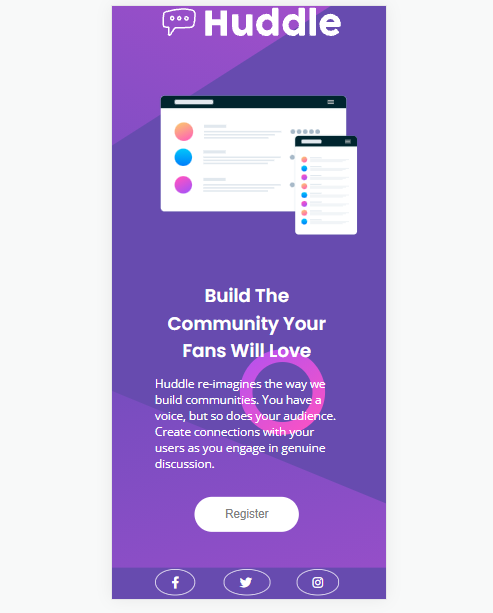 Huddle
Build The
Community Your
Fans Will Love
Huddle re-imagines the way we
build communities. You have a
voice, but so does your audience.
Create connections with your
users as you engage in genuine
discussion.
Register